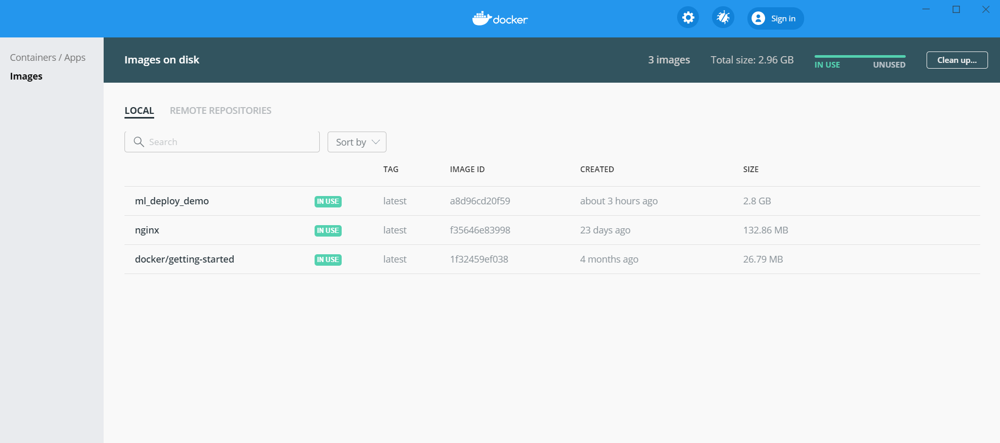 docker
Sign in
Containers / Apps
Images
Images on disk
3 images
Total size: 2.96 GB
IN USE
UNUSED
Clean up...
LOCAL
REMOTE REPOSITORIES
Search
Sort by
TAG IMAGE ID CREATED SIZE
ml_deploy_demo IN USE latest a8d96cd20f59 about 3 hours ago 2.8 GB
nginx IN USE latest f35646e83998 23 days ago 132.86 MB
docker/getting-started IN USE latest 1f32459ef038 4 months ago 26.79 MB